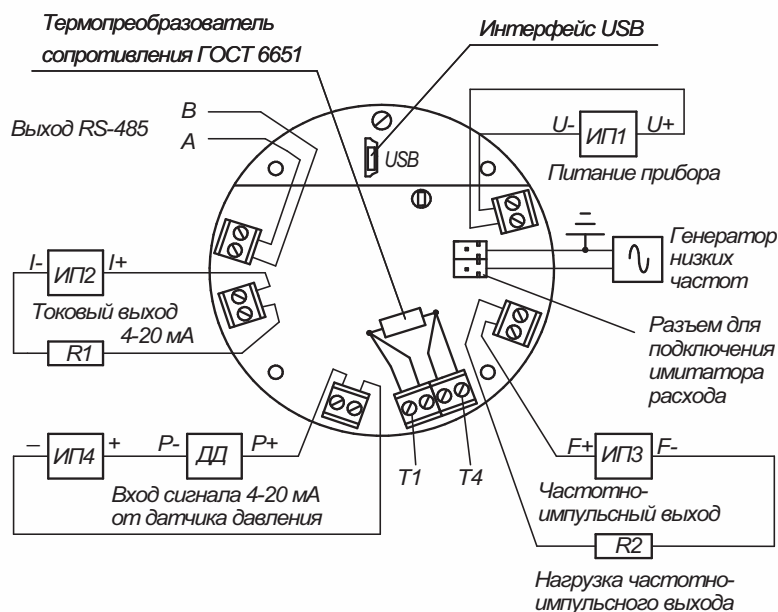 Термопреобразователь
сопротивления ГОСТ 6651
Интерфейс USB
Выход RS-485
B
A
USB
U-
ИП1
U+
Питание прибора
Генератор
низких
частот
I-
ИП2
I+
Токовый выход
4-20 мА
R1
Разъем для
подключения
имитатора
расхода
–
ИП4
+
P-
ДД
P+
Вход сигнала 4-20 мА
от датчика давления
T1
T4
F+
ИП3
F-
Частотно-
импульсный выход
R2
Нагрузка частотно-
импульсного выхода